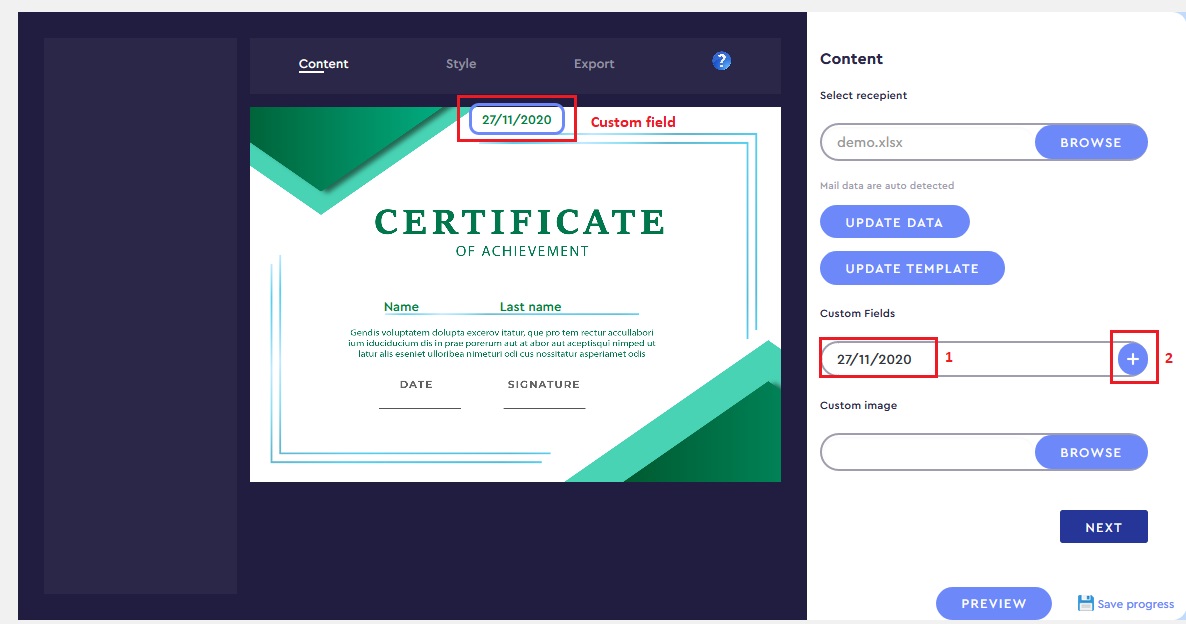 Content
Style
Export
?
27/11/2020
Custom field
CERTIFICATE
OF ACHIEVEMENT
Name
Last name
Gendis voluptatem dolupta excerov itatur, que pro tem rectur accullabori
ium iduciducium dis in prae porerum aut at abor aut aceptisqui nimped ut
latur alis eseniet ulloribea nimeturi odi cus nossitatur asperiamet odis
DATE
SIGNATURE
Content
Select recepient
demo.xlsx
BROWSE
Mail data are auto detected
UPDATE DATA
UPDATE TEMPLATE
Custom Fields
27/11/2020
1
+
2
Custom image
BROWSE
NEXT
PREVIEW
Save progress